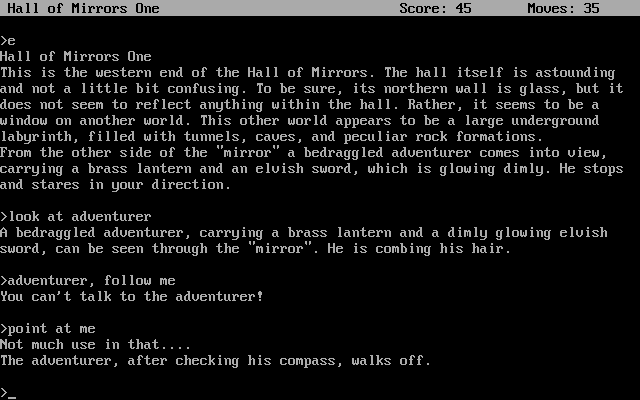 Hall of Mirrors One Score: 45 Moves: 35
>e
Hall of Mirrors One
This is the western end of the Hall of Mirrors. The hall itself is astounding
and not a little bit confusing. To be sure, its northern wall is glass, but it
does not seem to reflect anything within the hall. Rather, it seems to be a
window on another world. This other world appears to be a large underground
labyrinth, filled with tunnels, caves, and peculiar rock formations.
From the other side of the "mirror" a bedraggled adventurer comes into view,
carrying a brass lantern and an elvish sword, which is glowing dimly. He stops
and stares in your direction.
>look at adventurer
A bedraggled adventurer, carrying a brass lantern and a dimly glowing elvish
sword, can be seen through the "mirror". He is combing his hair.
>adventurer, follow me
You can't talk to the adventurer!
>point at me
Not much use in that....
The adventurer, after checking his compass, walks off.
>_